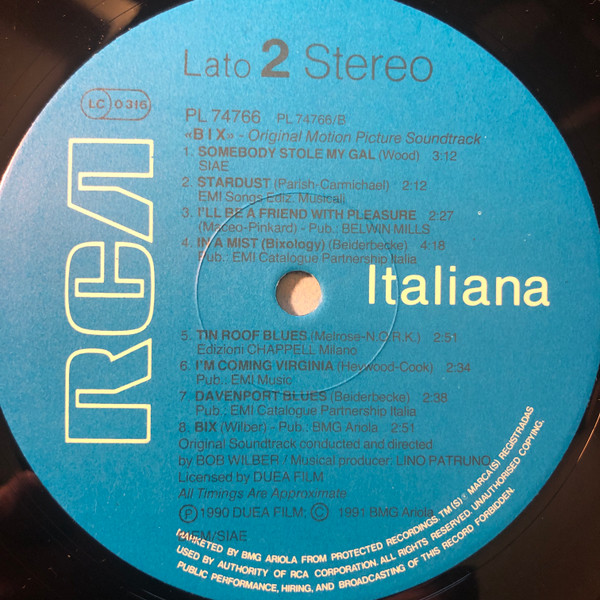 Lato 2 Stereo
LC 0316
PL 74766 PL 74766/B
«BIX» - Original Motion Picture Soundtrack
1. SOMEBODY STOLE MY GAL (Wood) 3:12
SIAE
2. STARDUST (Parish-Carmichael) 2:12
EMI Songs Ediz. Musicali
3. I'LL BE A FRIEND WITH PLEASURE 2:27
(Maceo-Pinkard) - Pub.: BELWIN MILLS
4. IN A MIST (Bixology) (Beiderbecke) 4:18
Pub.: EMI Catalogue Partnership Italia
RCA
Italiana
5. TIN ROOF BLUES (Melrose-N.O.R.K.) 2:51
Edizioni CHAPPELL Milano
6. I'M COMING VIRGINIA (Heywood-Cook) 2:34
Pub.: EMI Music
7. DAVENPORT BLUES (Beiderbecke) 2:38
Pub.: EMI Catalogue Partnership Italia
8. BIX (Wilber) - Pub.: BMG Ariola 2:51
Original Soundtrack conducted and directed
by BOB WILBER / Musical producer: LINO PATRUNO
Licensed by DUEA FILM
All Timings Are Approximate
Ⓟ 1990 DUEA FILM; © 1991 BMG Ariola
/SIAE
MARKETED BY BMG ARIOLA FROM PROTECTED RECORDINGS. TM(S)® MARCA(S) REGISTRADAS
USED BY AUTHORITY OF RCA CORPORATION. ALL RIGHTS RESERVED. UNAUTHORISED COPYING,
PUBLIC PERFORMANCE, HIRING, AND BROADCASTING OF THIS RECORD FORBIDDEN.